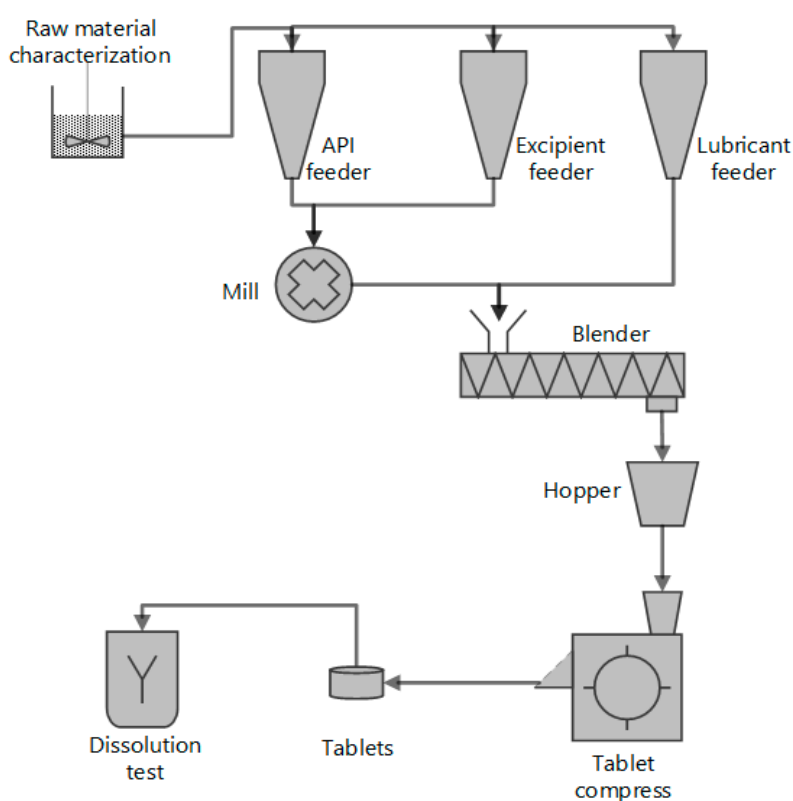 Raw material
characterization
API
feeder
Excipient
feeder
Lubricant
feeder
Mill
Blender
Hopper
Dissolution
test
Tablets
Tablet
compress